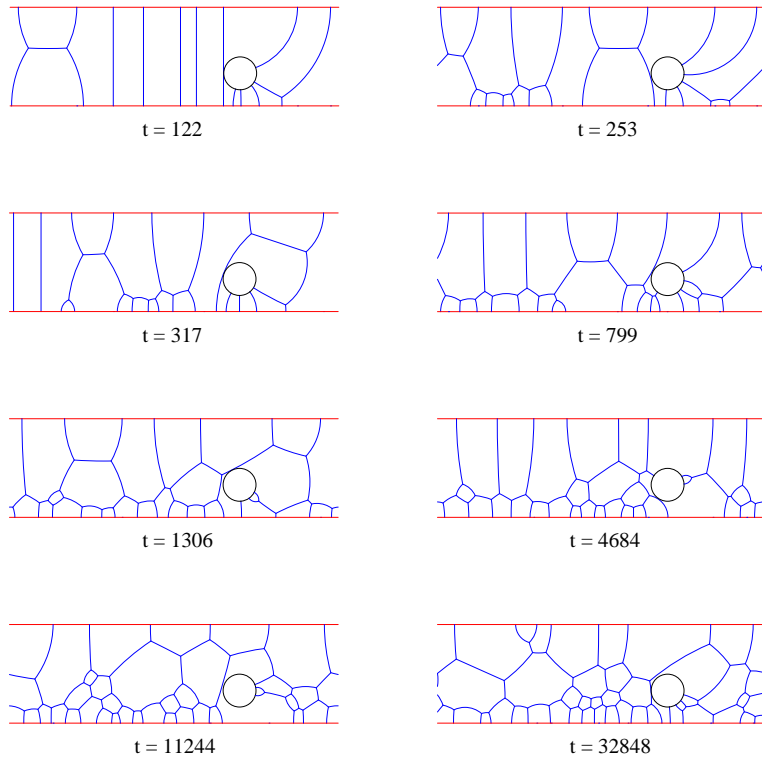 t = 122
t = 253
t = 317
t = 799
t = 1306
t = 4684
t = 11244
t = 32848